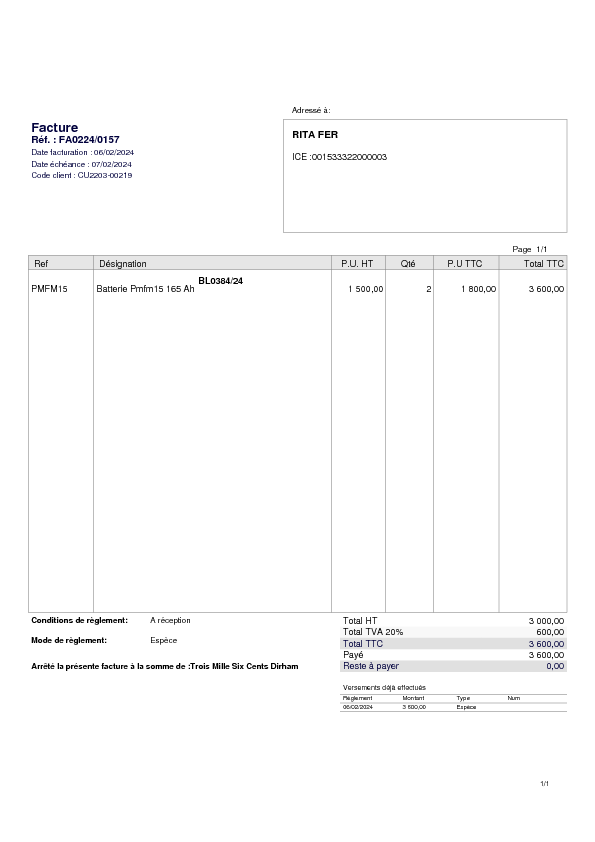 Adressé à:
Facture
Réf. : FA0224/0157
Date facturation : 06/02/2024
Date échéance : 07/02/2024
Code client : CU2203-00219
RITA FER
ICE :001533322000003
Page 1/1
Ref Désignation P.U. HT Qté P.U TTC Total TTC
BL0384/24
PMFM15 Batterie Pmfm15 165 Ah 1 500,00 2 1 800,00 3 600,00
Conditions de règlement: A réception
Mode de règlement: Espèce
Arrêté la présente facture à la somme de :Trois Mille Six Cents Dirham
Total HT 3 000,00
Total TVA 20% 600,00
Total TTC 3 600,00
Payé 3 600,00
Reste à payer 0,00
Versements déjà effectués
Règlement Montant Type Num
06/02/2024 3 600,00 Espèce
1/1